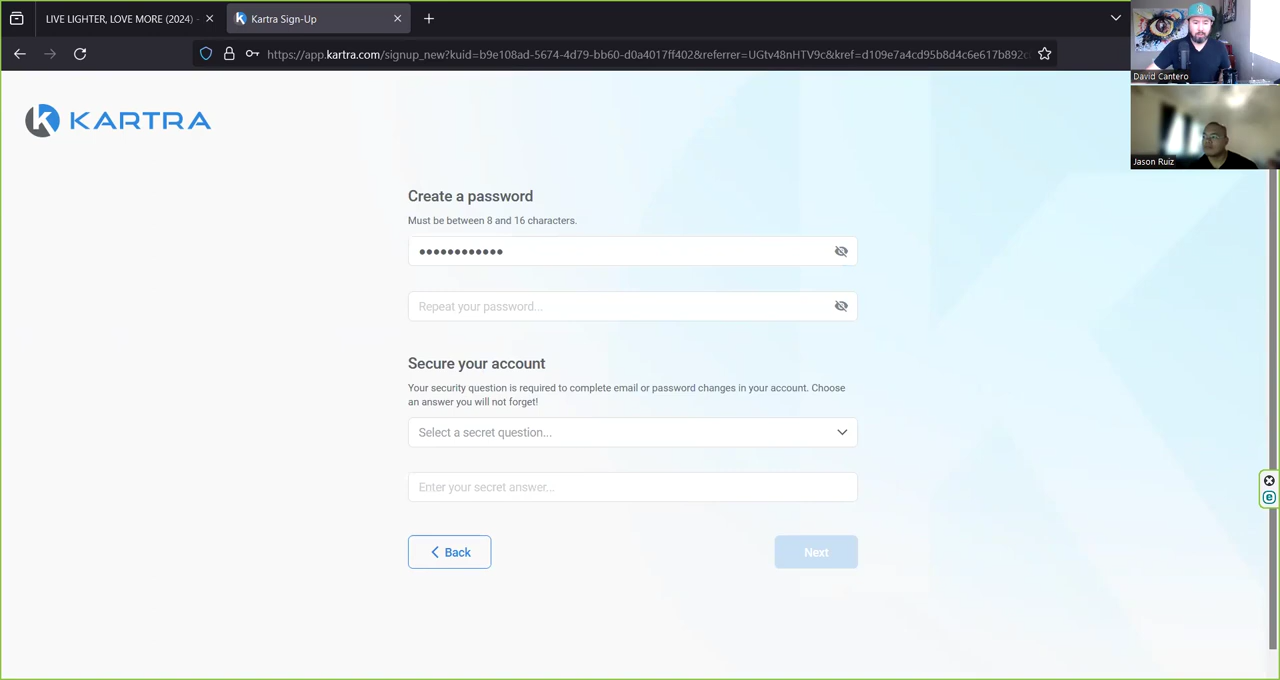 LIVE LIGHTER, LOVE MORE (2024)
Kartra Sign-Up
https://app.kartra.com/signup_new?kuid=b9e108ad-5674-4d79-bb60-d0a4017ff402&referrer=UGtv48nHTV9c&kref=d109e7a4cd95b8d4c6e617b892c
David Cantero
Jason Ruiz
KARTRA
Create a password
Must be between 8 and 16 characters.
••••••••••••
Repeat your password...
Secure your account
Your security question is required to complete email or password changes in your account. Choose
an answer you will not forget!
Select a secret question...
Enter your secret answer...
Back
Next